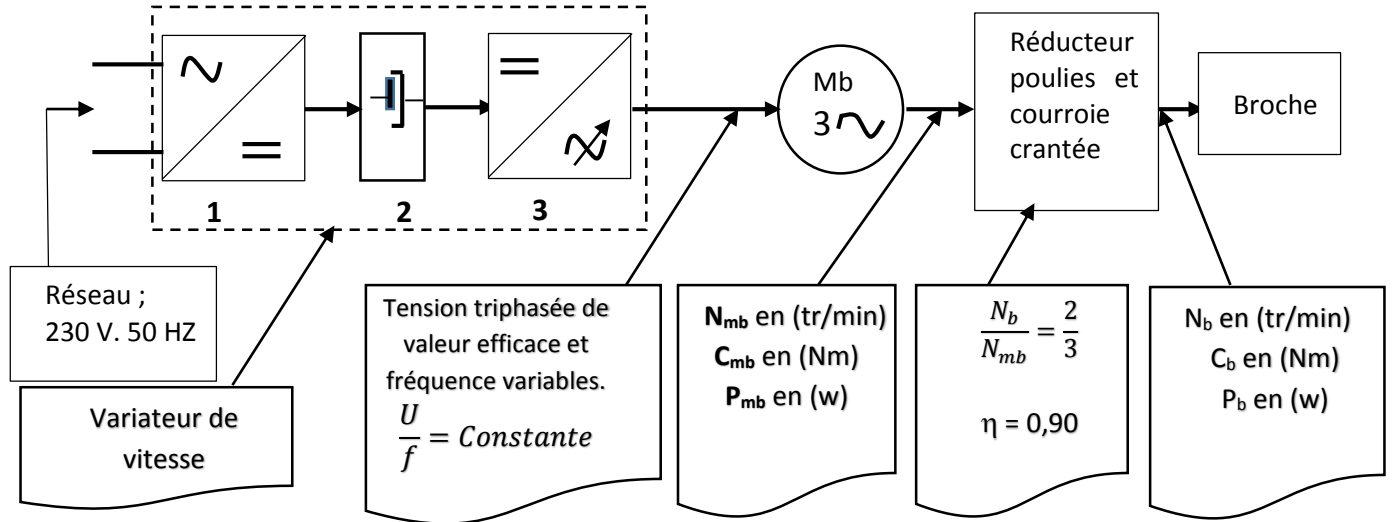 1
2
3
Mb
3
Réducteur
poulies et
courroie
crantée
Broche
Réseau ;
230 V. 50 HZ
Variateur de
vitesse
Tension triphasée de
valeur efficace et
fréquence variables.
U/f = Constante
Nmb en (tr/min)
Cmb en (Nm)
Pmb en (w)
Nb/Nmb = 2/3
η = 0,90
Nb en (tr/min)
Cb en (Nm)
Pb en (w)